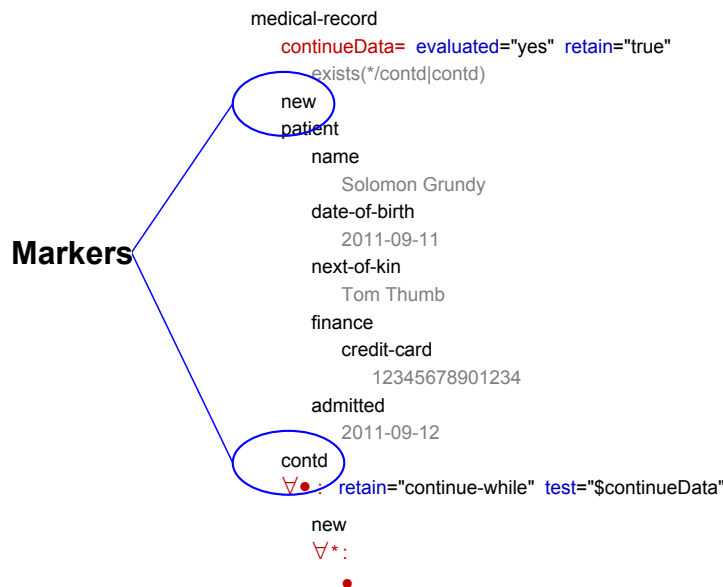 medical-record
continueData= evaluated="yes" retain="true"
exists(*/contd|contd)
new
patient
name
Solomon Grundy
date-of-birth
2011-09-11
next-of-kin
Markers
Tom Thumb
finance
credit-card
12345678901234
admitted
2011-09-12
contd
∀●: retain="continue-while" test="$continueData"
new
∀*:
●